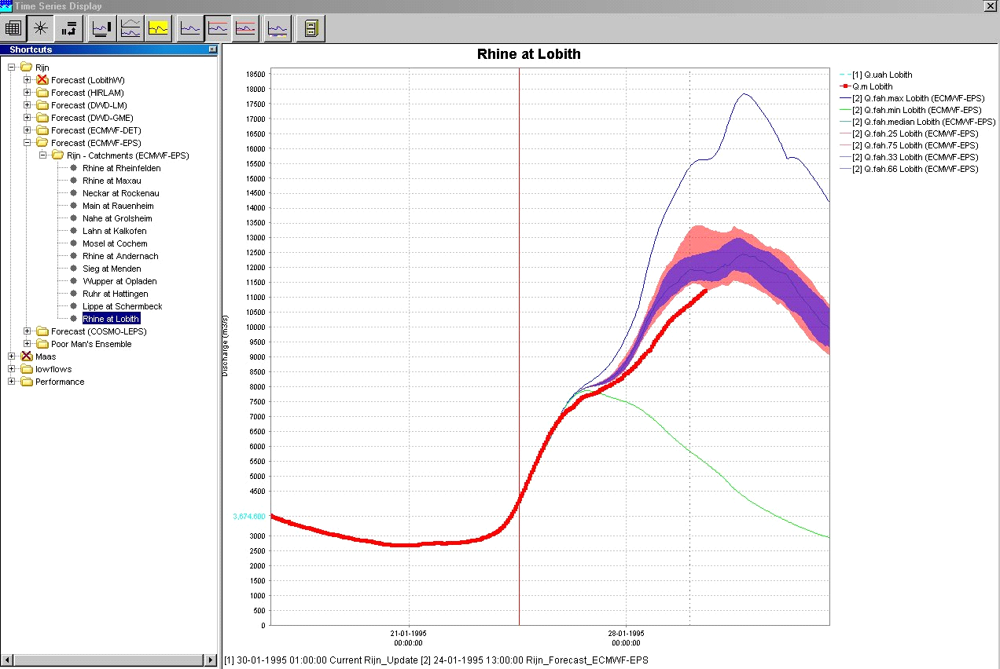 Time Series Display
Shortcuts
Rijn
Forecast (LobithW)
Forecast (HIRLAM)
Forecast (DWD-LM)
Forecast (DWD-GME)
Forecast (ECMWF-DET)
Forecast (ECMWF-EPS)
Rijn - Catchments (ECMWF-EPS)
Rhine at Rheinfelden
Rhine at Maxau
Neckar at Rockenau
Main at Rauenheim
Nahe at Grolsheim
Lahn at Kalkofen
Mosel at Cochem
Rhine at Andernach
Sieg at Menden
Wupper at Opladen
Ruhr at Hattingen
Lippe at Schermbeck
Rhine at Lobith
Forecast (COSMO-LEPS)
Poor Man's Ensemble
Maas
lowflows
Performance
Rhine at Lobith
Discharge (m3/s)
18500
18000
17500
17000
16500
16000
15500
15000
14500
14000
13500
13000
12500
12000
11500
11000
10500
10000
9500
9000
8500
8000
7500
7000
6500
6000
5500
5000
4500
3,674.600
3000
2500
2000
1500
1000
500
0
21-01-1995
00:00:00
28-01-1995
00:00:00
[1] Q.uah Lobith
Q.m Lobith
[2] Q.fah.max Lobith (ECMWF-EPS)
[2] Q.fah.min Lobith (ECMWF-EPS)
[2] Q.fah.median Lobith (ECMWF-EPS)
[2] Q.fah.25 Lobith (ECMWF-EPS)
[2] Q.fah.75 Lobith (ECMWF-EPS)
[2] Q.fah.33 Lobith (ECMWF-EPS)
[2] Q.fah.66 Lobith (ECMWF-EPS)
[1] 30-01-1995 01:00:00 Current Rijn_Update [2] 24-01-1995 13:00:00 Rijn_Forecast_ECMWF-EPS